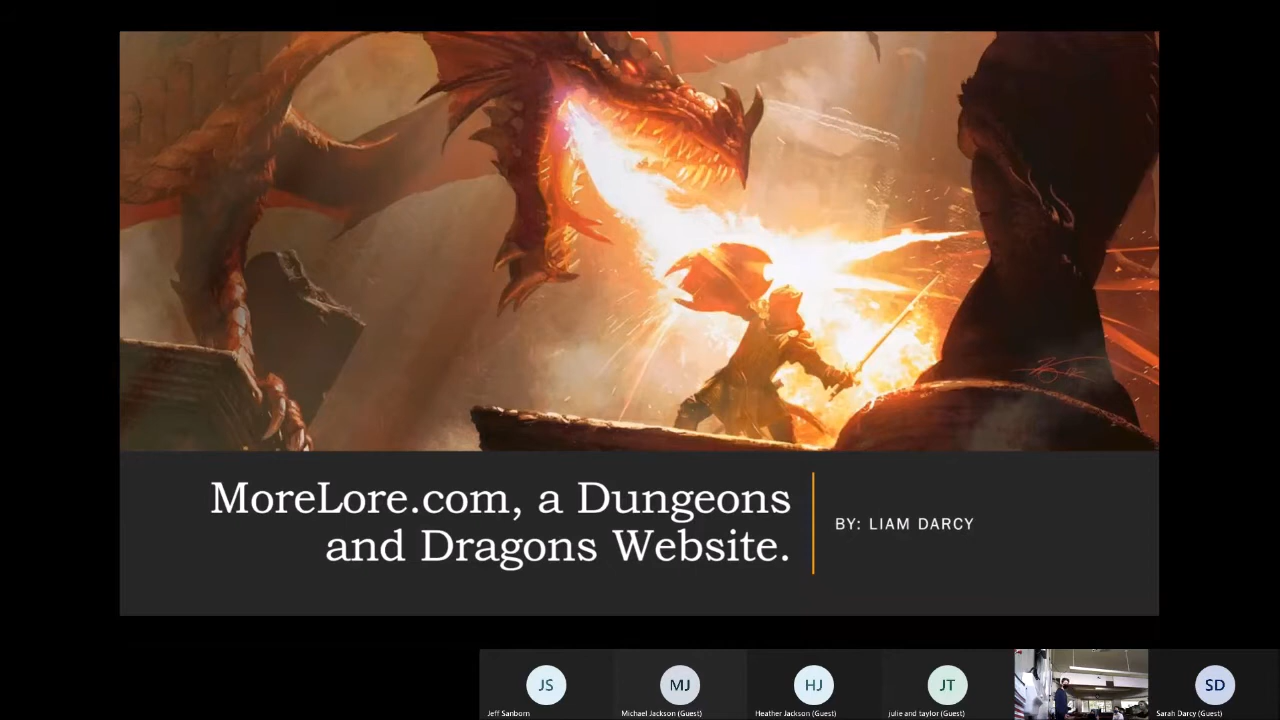 MoreLore.com, a Dungeons
and Dragons Website.
BY: LIAM DARCY
JS
MJ
HJ
JT
SD
Jeff Sanborn
Michael Jackson (Guest)
Heather Jackson (Guest)
julie and taylor (Guest)
Sarah Darcy (Guest)